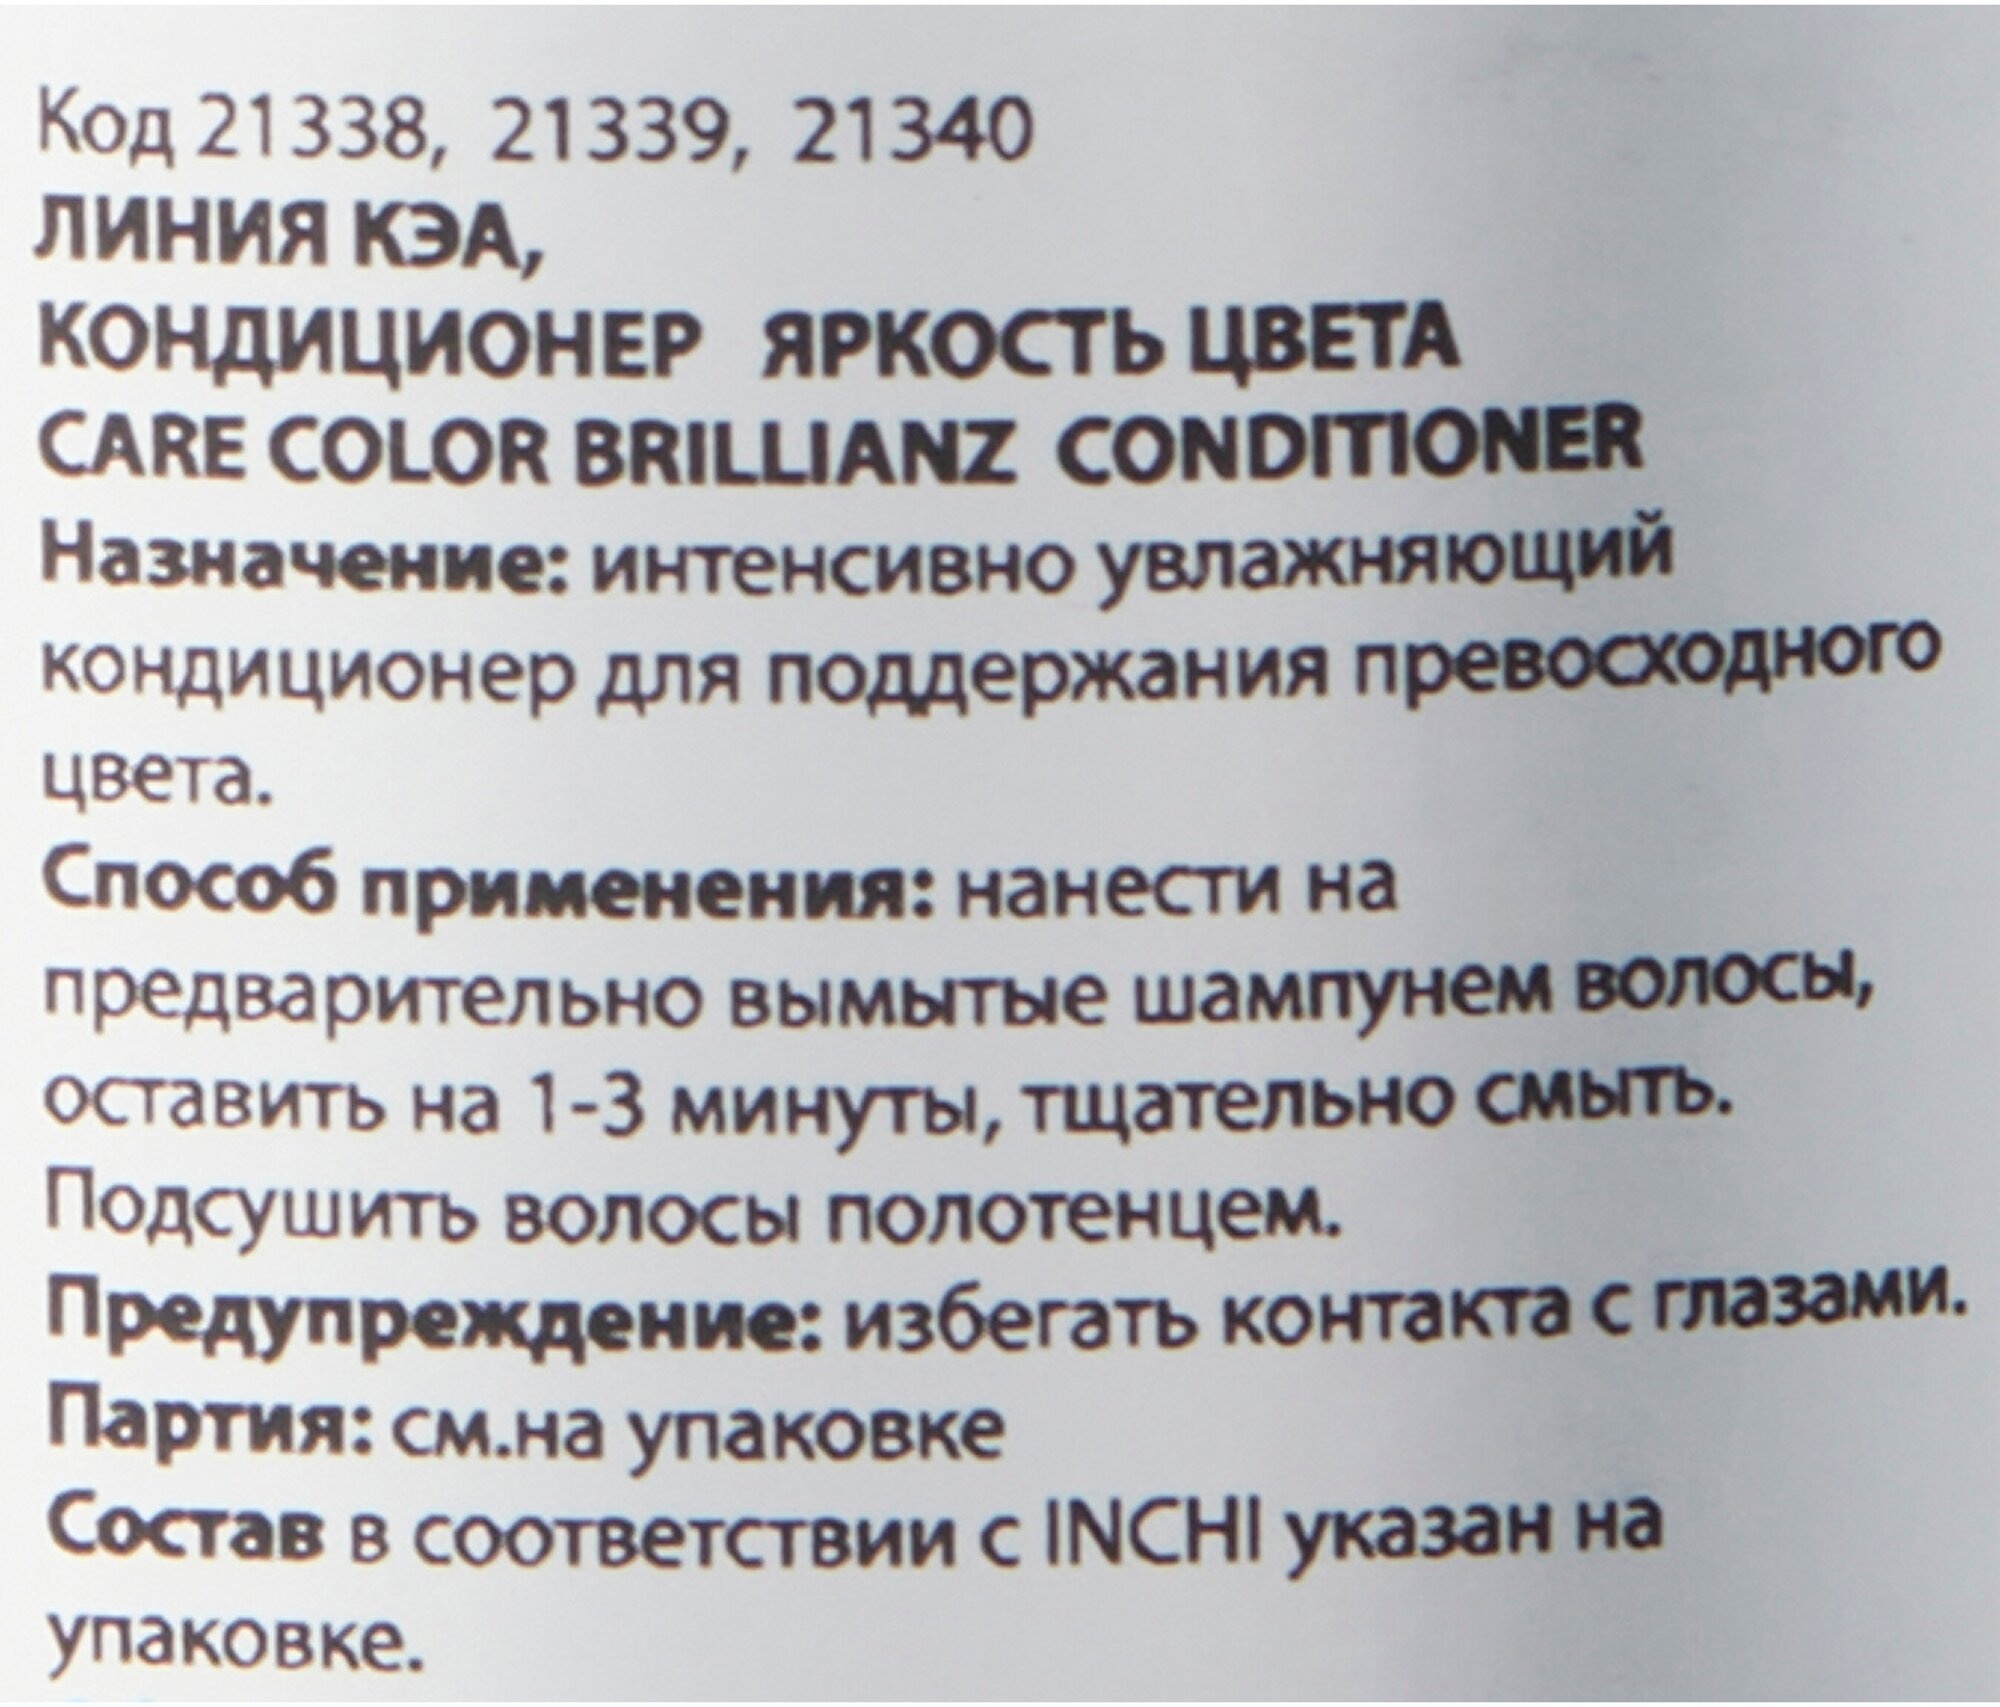 Код 21338, 21339, 21340
ЛИНИЯ КЭА,
КОНДИЦИОНЕР ЯРКОСТЬ ЦВЕТА
CARE COLOR BRILLIANZ CONDITIONER
Назначение: интенсивно увлажняющий
кондиционер для поддержания превосходного
цвета.
Способ применения: нанести на
предварительно вымытые шампунем волосы,
оставить на 1-3 минуты, тщательно смыть.
Подсушить волосы полотенцем.
Предупреждение: избегать контакта с глазами.
Партия: см.на упаковке
Состав в соответствии с INCHI указан на
упаковке.